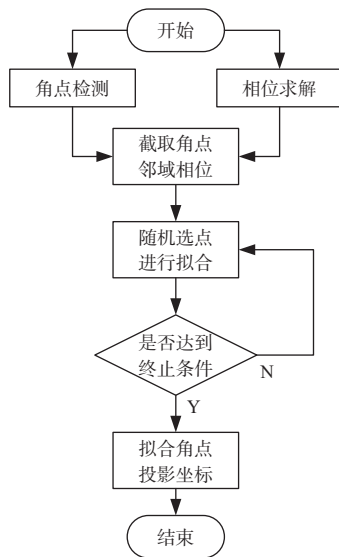 开始
角点检测
相位求解
截取角点
邻域相位
随机选点
进行拟合
是否达到
终止条件
N
Y
拟合角点
投影坐标
结束